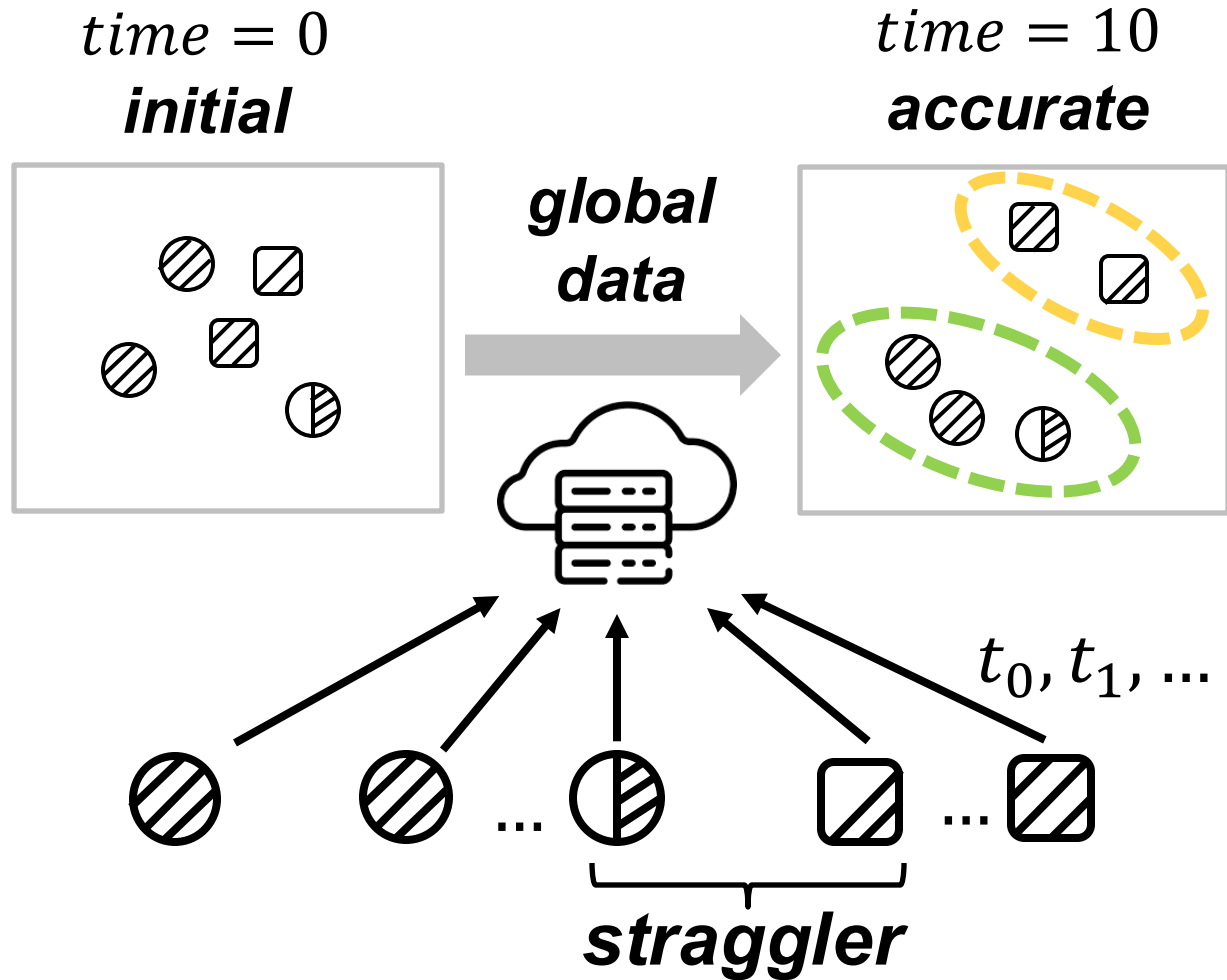 time = 0
initial
time = 10
accurate
global
data
t₀, t₁, ...
...
...
straggler